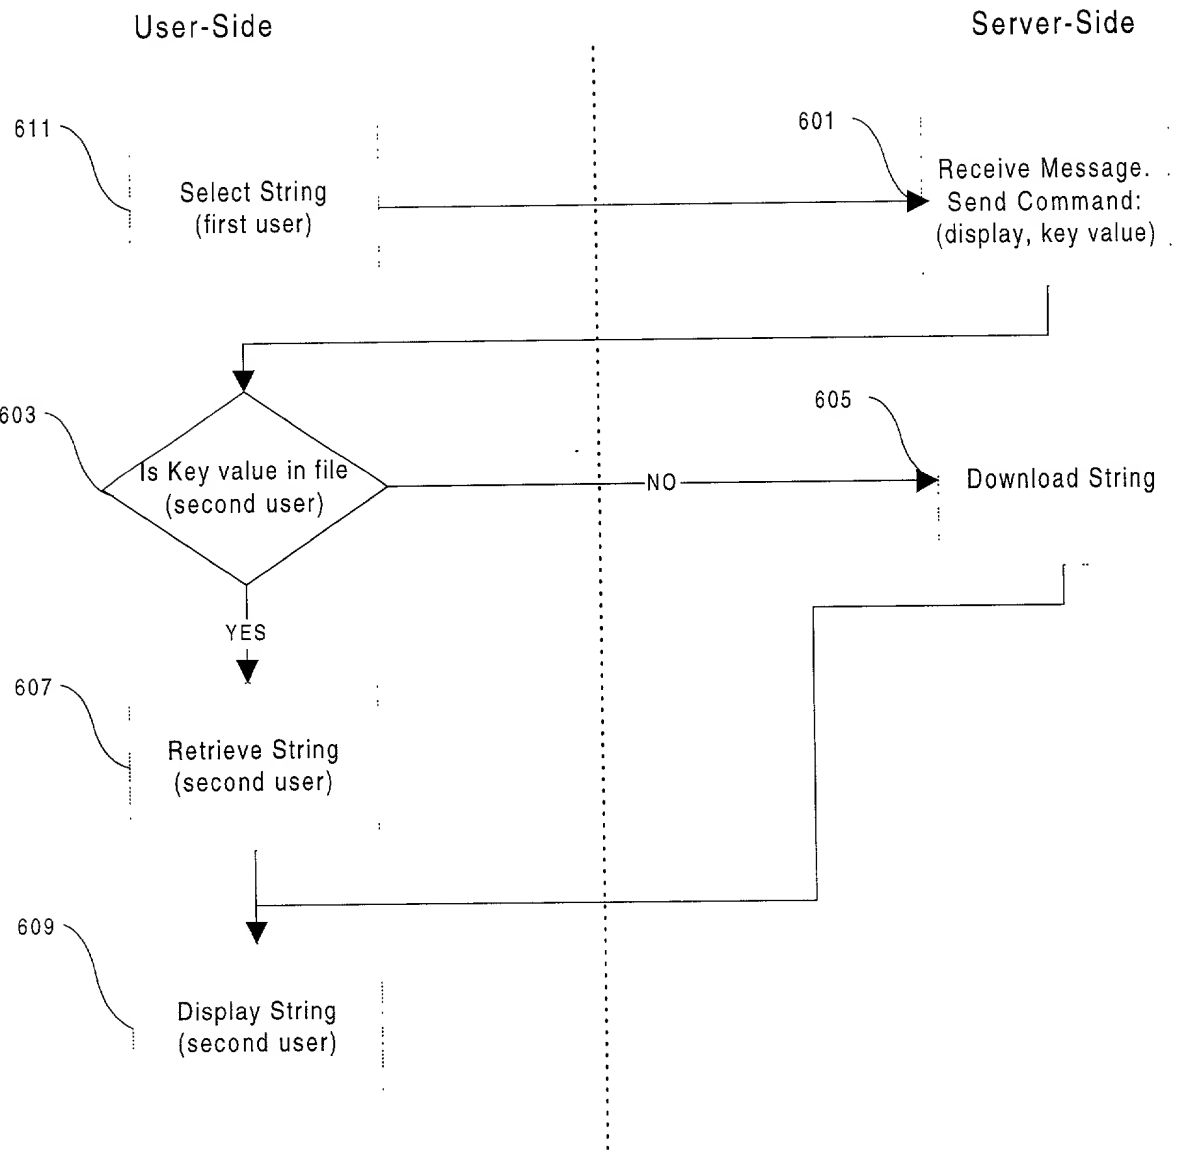 User-Side
Server-Side
611
Select String
(first user)
601
Receive Message.
Send Command:
(display, key value)
603
Is Key value in file
(second user)
NO
605
Download String
YES
607
Retrieve String
(second user)
609
Display String
(second user)